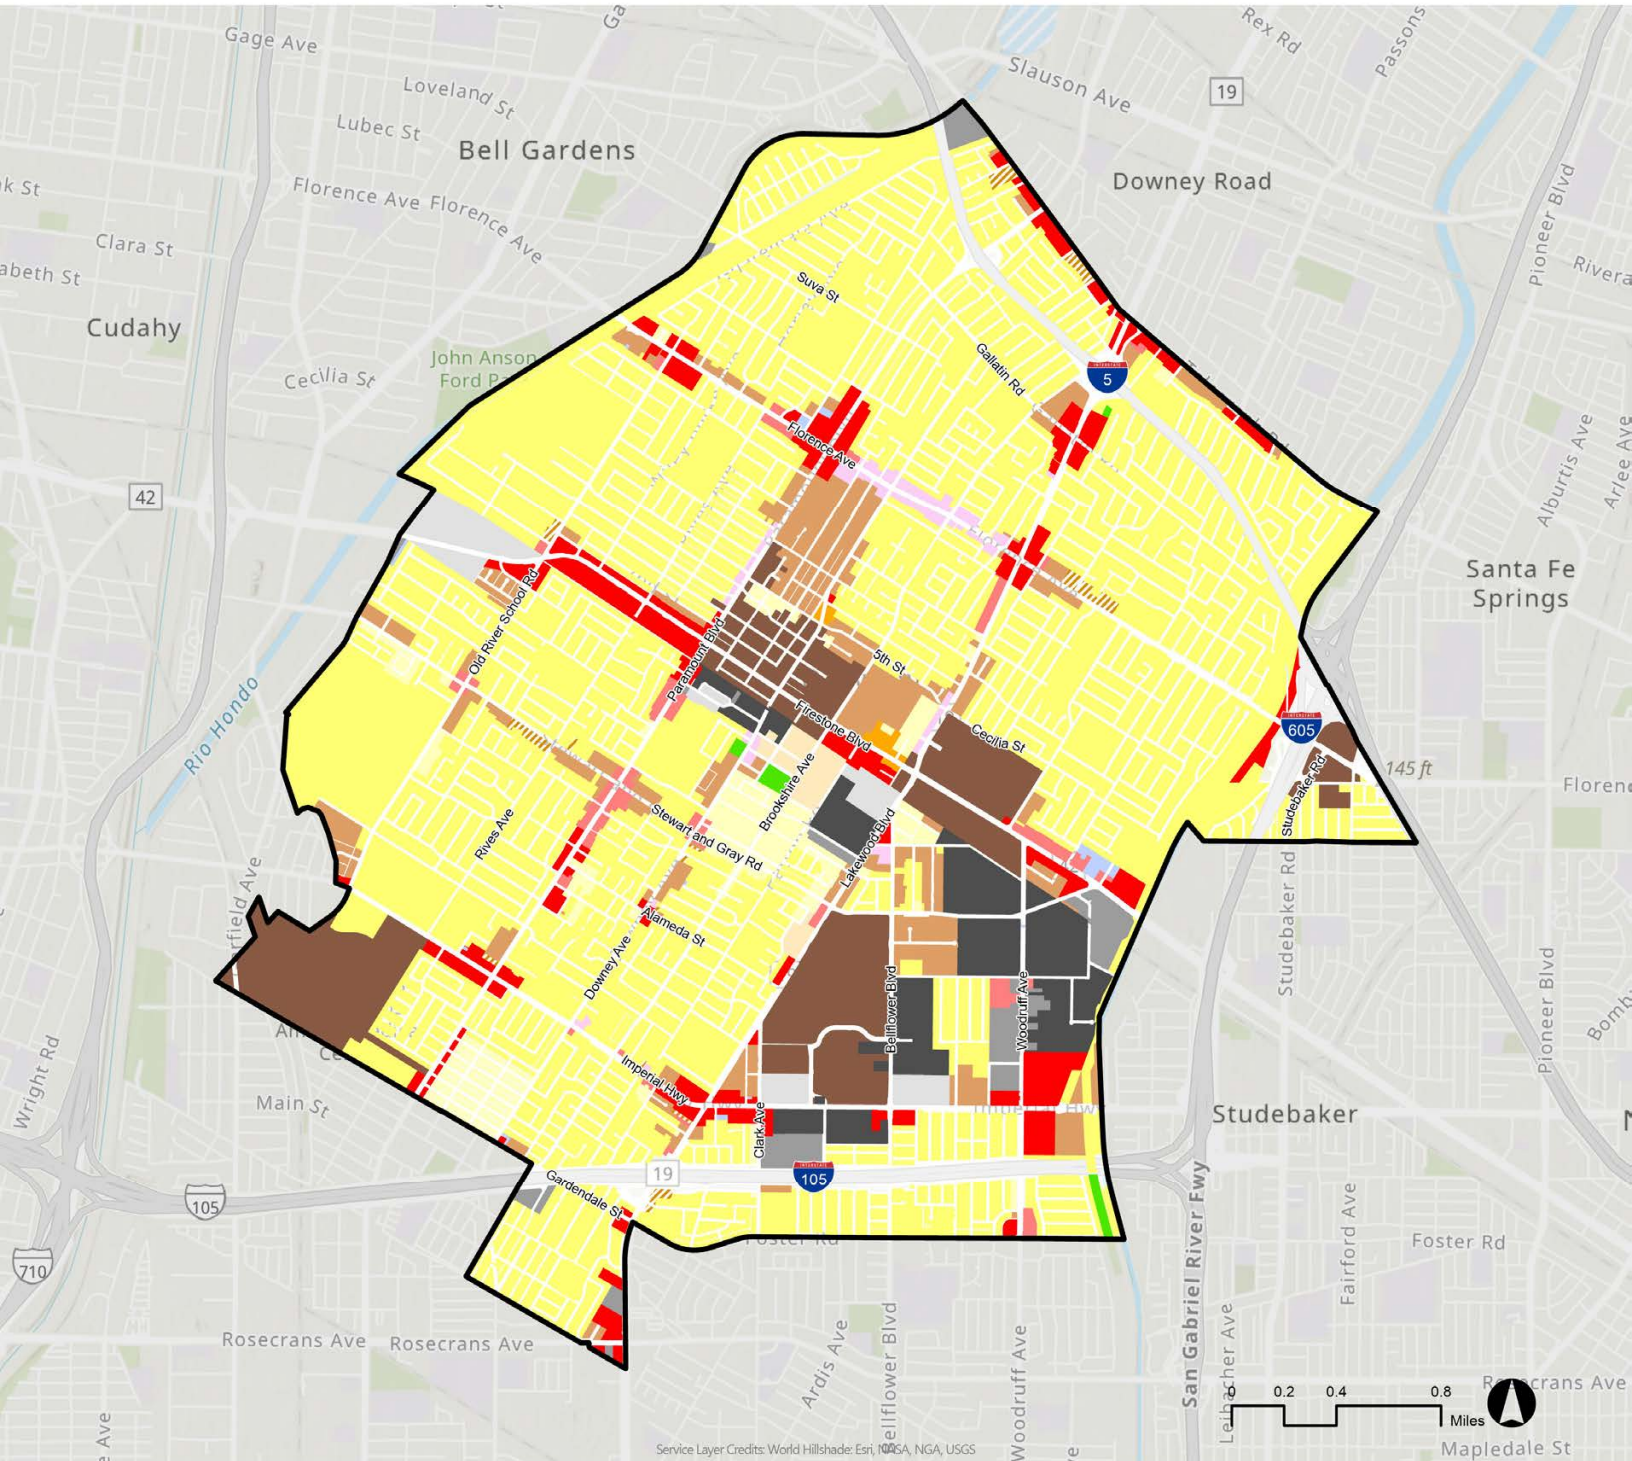 Gage Ave
Rex Rd
Passons
Slauson Ave
19
Loveland St
Lubec St
Bell Gardens
Downey Road
Pioneer Blvd
k St
Florence Ave
Florence Ave
Clara St
Rivera
abeth St
Suva St
Cudahy
John Anson
Ford Pa
Cecilia St
Gallatin Rd
INTERSTATE
5
Florence Ave
Alburtis Ave
Arlee Ave
42
Santa Fe
Springs
Old River School Rd
Paramount Blvd
5th St
Rio Hondo
Firestone Blvd
Cecilia St
INTERSTATE
605
145 ft
Studebaker Rd
Florenc
Brookshire Ave
Rives Ave
Stewart and Gray Rd
Lakewood Blvd
Studebaker Rd
Alameda St
Downey Ave
Bellflower Blvd
Woodruff Ave
Pioneer Blvd
Wright Rd
Imperial Hwy
Imperial Hwy
Main St
Clark Ave
Studebaker
19
INTERSTATE
105
105
Gardendale St
Foster Rd
Foster Rd
710
San Gabriel River Fwy
Fairford Ave
Rosecrans Ave
Rosecrans Ave
Ardis Ave
Bellflower Blvd
Woodruff Ave
Leibacher Ave
0 0.2 0.4 0.8
Miles
Rosecrans Ave
Mapledale St
Service Layer Credits: World Hillshade: Esri, NASA, NGA, USGS